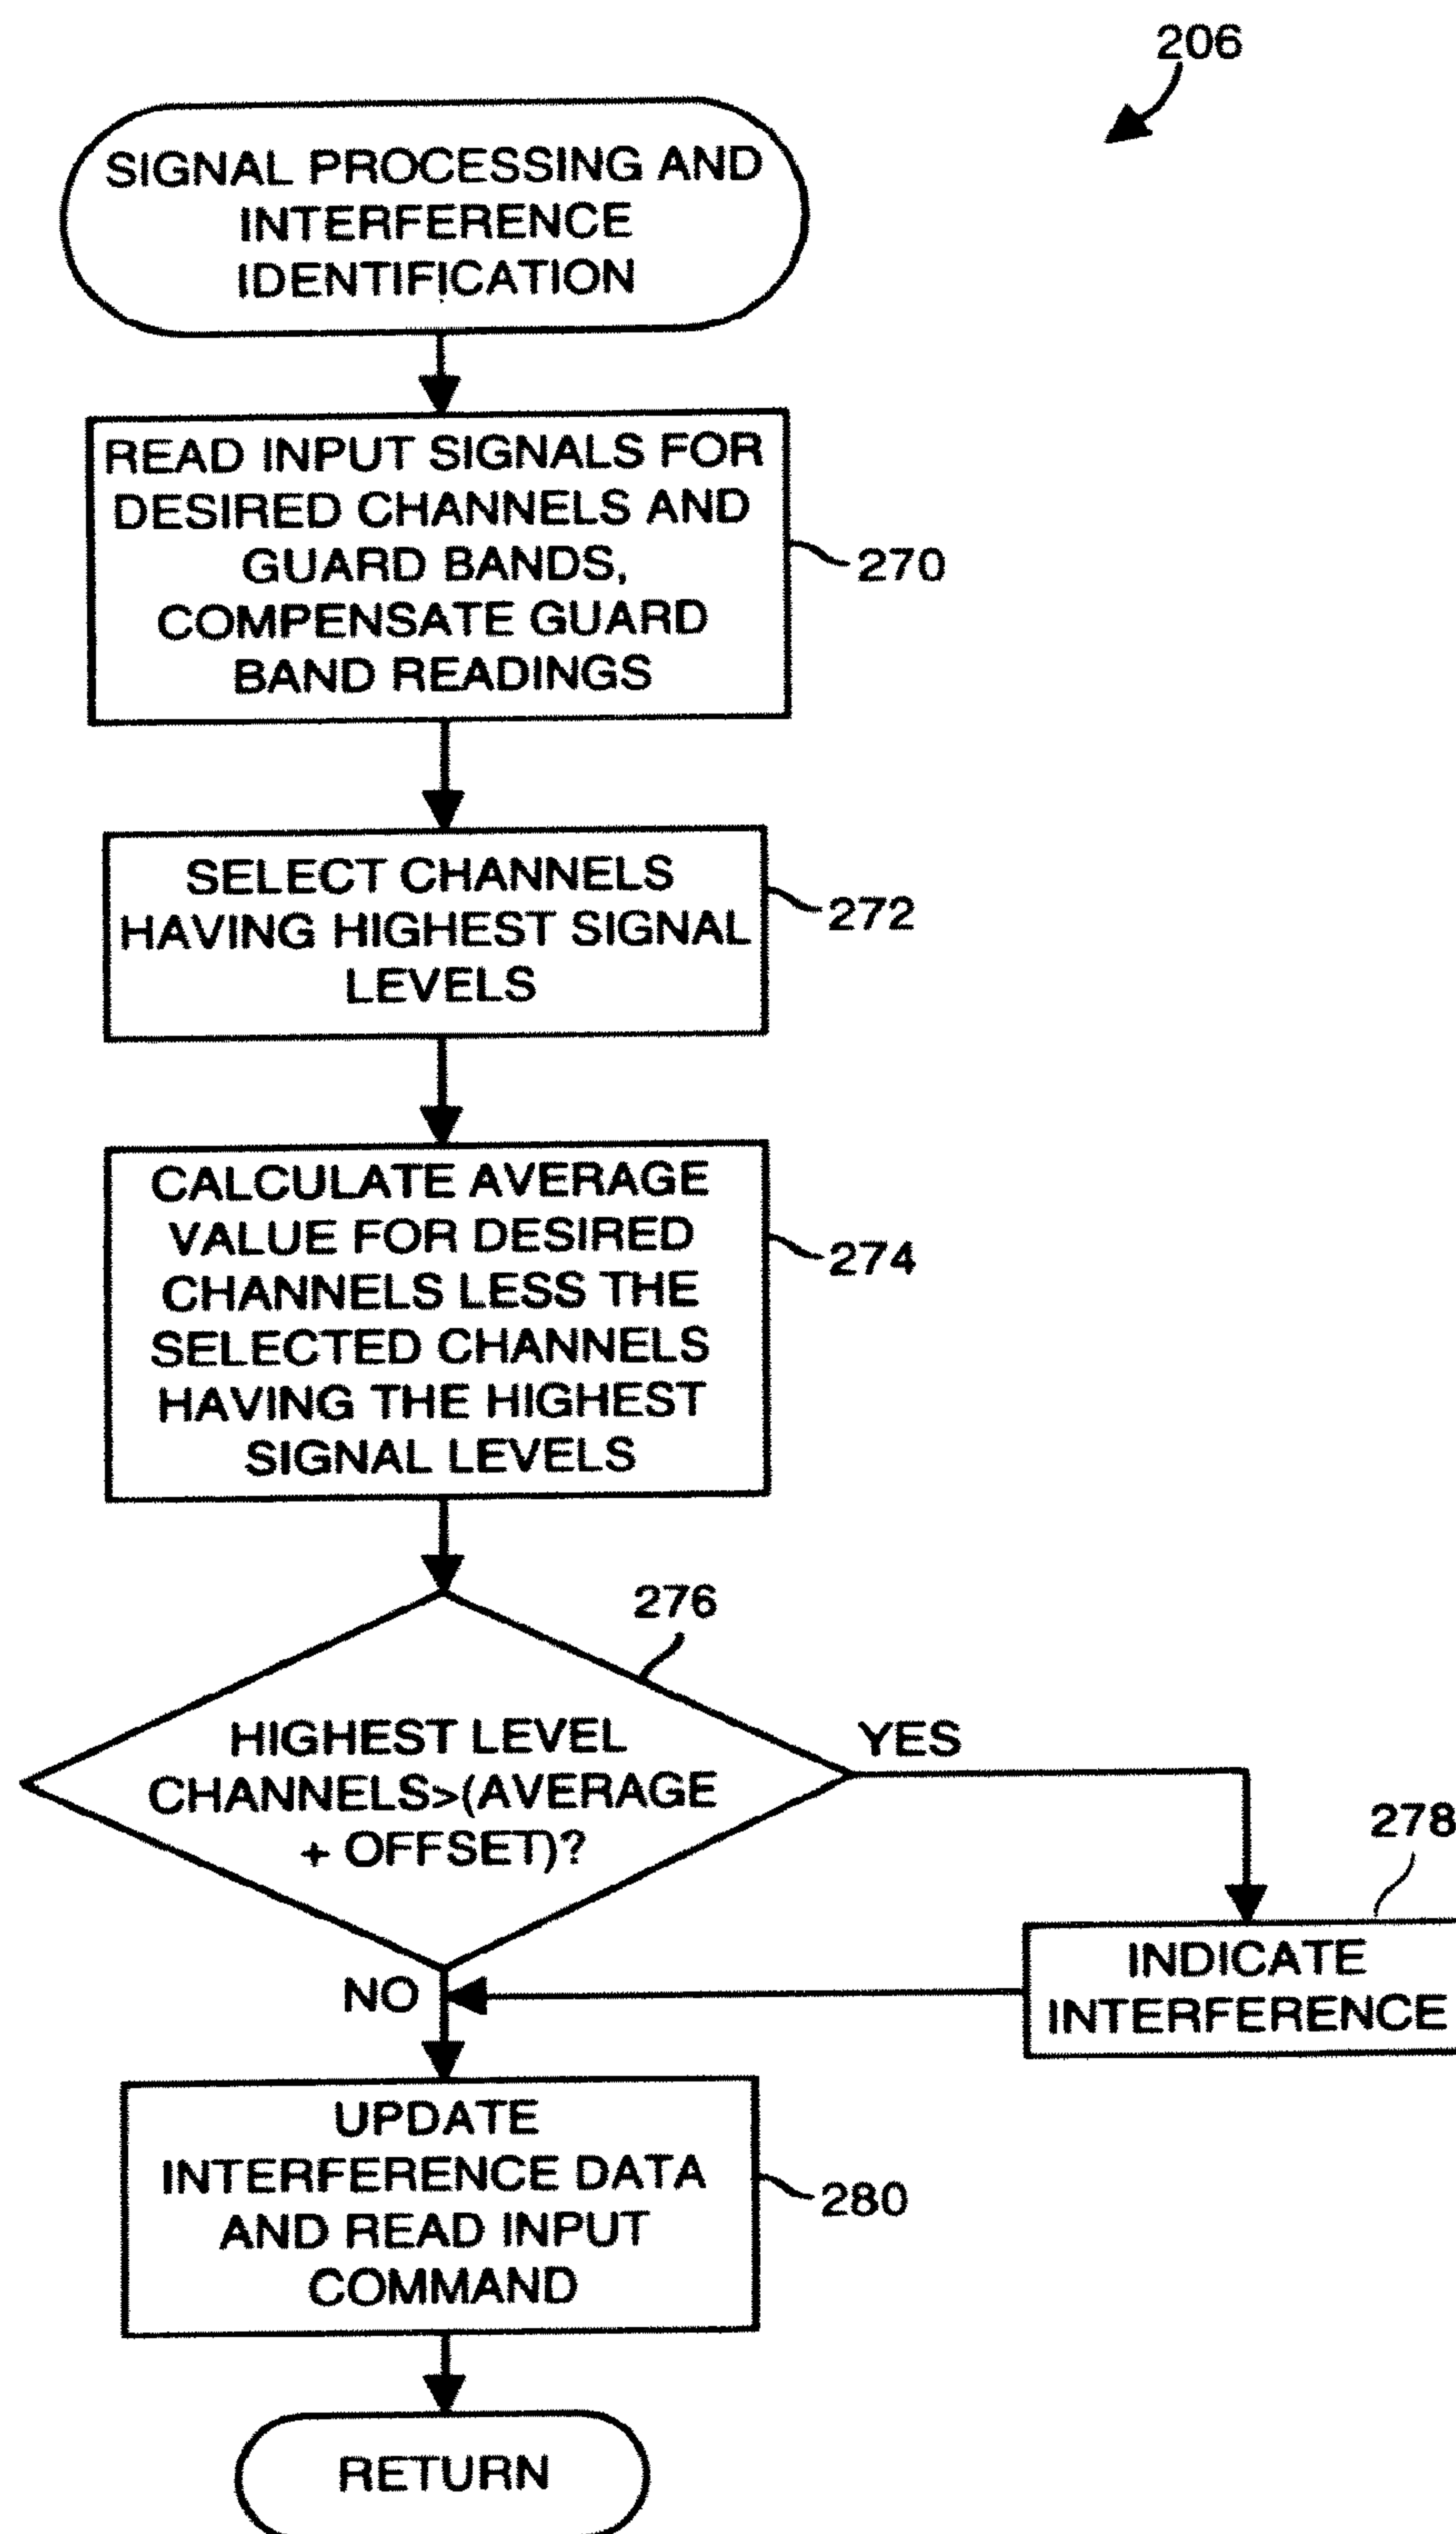 206
SIGNAL PROCESSING AND
INTERFERENCE
IDENTIFICATION
READ INPUT SIGNALS FOR
DESIRED CHANNELS AND
GUARD BANDS,
COMPENSATE GUARD
BAND READINGS
270
SELECT CHANNELS
HAVING HIGHEST SIGNAL
LEVELS
272
CALCULATE AVERAGE
VALUE FOR DESIRED
CHANNELS LESS THE
SELECTED CHANNELS
HAVING THE HIGHEST
SIGNAL LEVELS
274
276
HIGHEST LEVEL
CHANNELS>(AVERAGE
+ OFFSET)?
YES
278
INDICATE
INTERFERENCE
NO
UPDATE
INTERFERENCE DATA
AND READ INPUT
COMMAND
280
RETURN